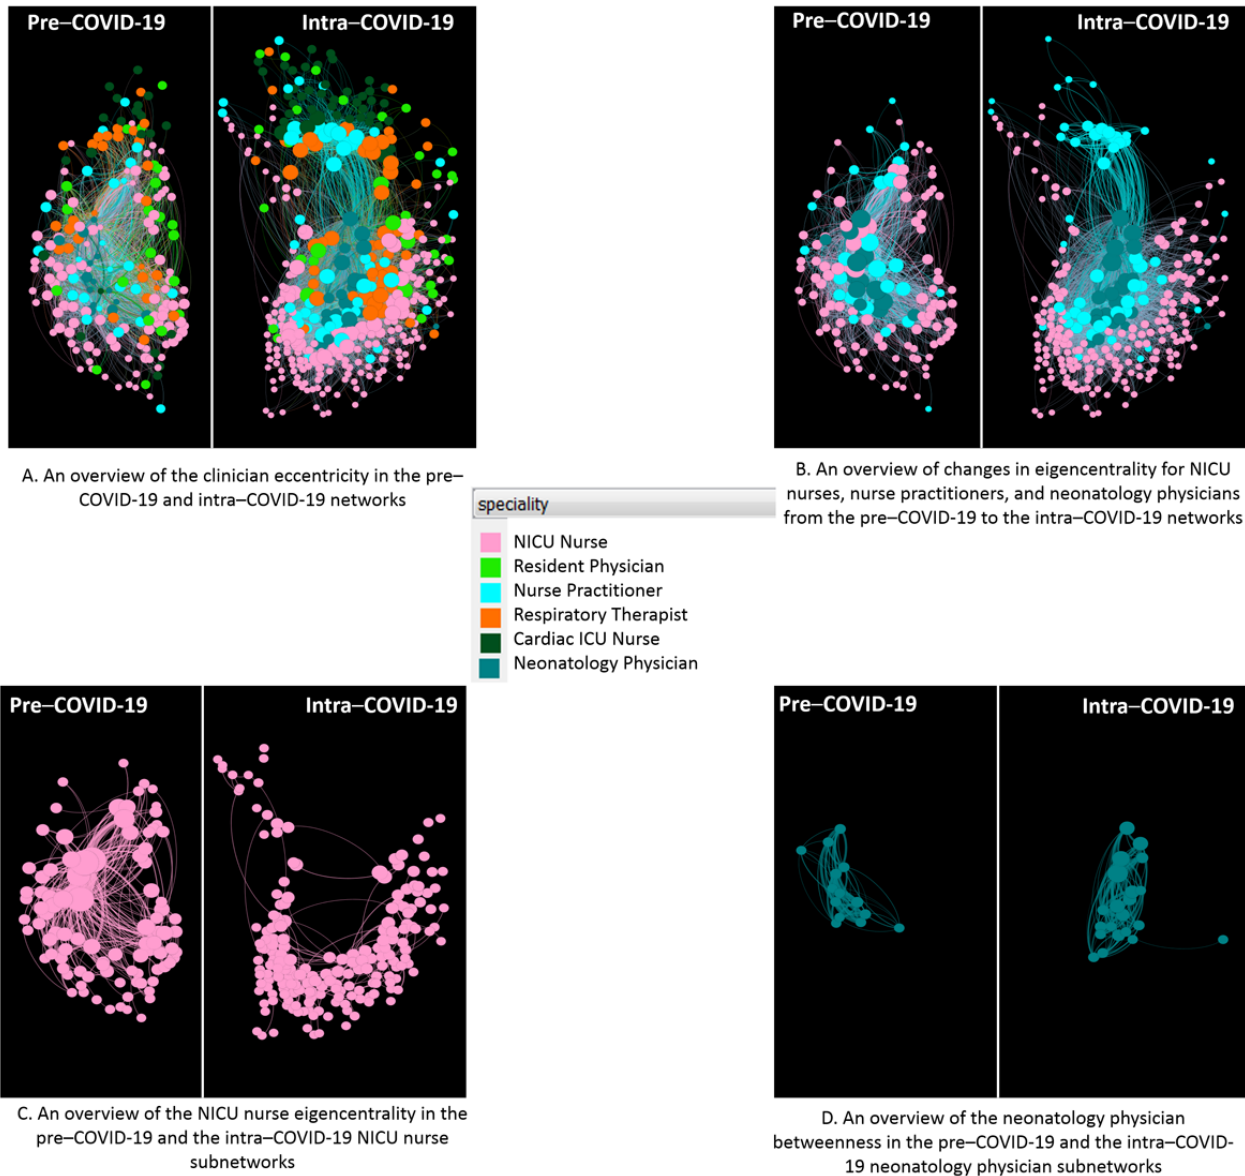 Pre–COVID-19
Intra–COVID-19
Pre–COVID-19
Intra–COVID-19
A. An overview of the clinician eccentricity in the pre–
COVID-19 and intra–COVID-19 networks
B. An overview of changes in eigencentrality for NICU
nurses, nurse practitioners, and neonatology physicians
from the pre–COVID-19 to the intra–COVID-19 networks
speciality
NICU Nurse
Resident Physician
Nurse Practitioner
Respiratory Therapist
Cardiac ICU Nurse
Neonatology Physician
Pre–COVID-19
Intra–COVID-19
Pre–COVID-19
Intra–COVID-19
C. An overview of the NICU nurse eigencentrality in the
pre–COVID-19 and the intra–COVID-19 NICU nurse
subnetworks
D. An overview of the neonatology physician
betweenness in the pre–COVID-19 and the intra–COVID-
19 neonatology physician subnetworks